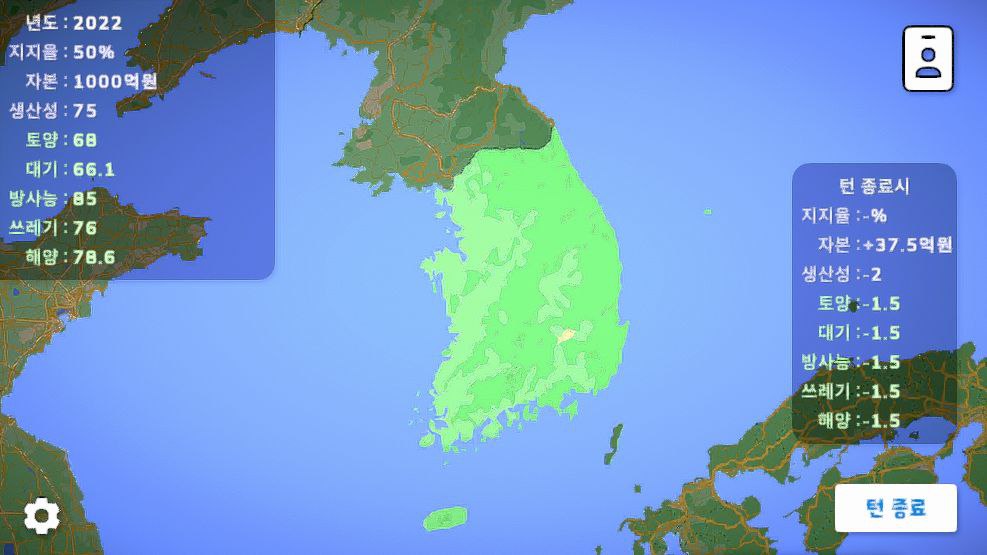 년도 : 2022
지지율 : 50%
자본 : 1000억원
생산성 : 75
토양 : 68
대기 : 66.1
방사능 : 85
쓰레기 : 76
해양 : 78.6
턴 종료시
지지율 : -%
자본 : +37.5억원
생산성 : -2
토양 : -1.5
대기 : -1.5
방사능 : -1.5
쓰레기 : -1.5
해양 : -1.5
턴 종료